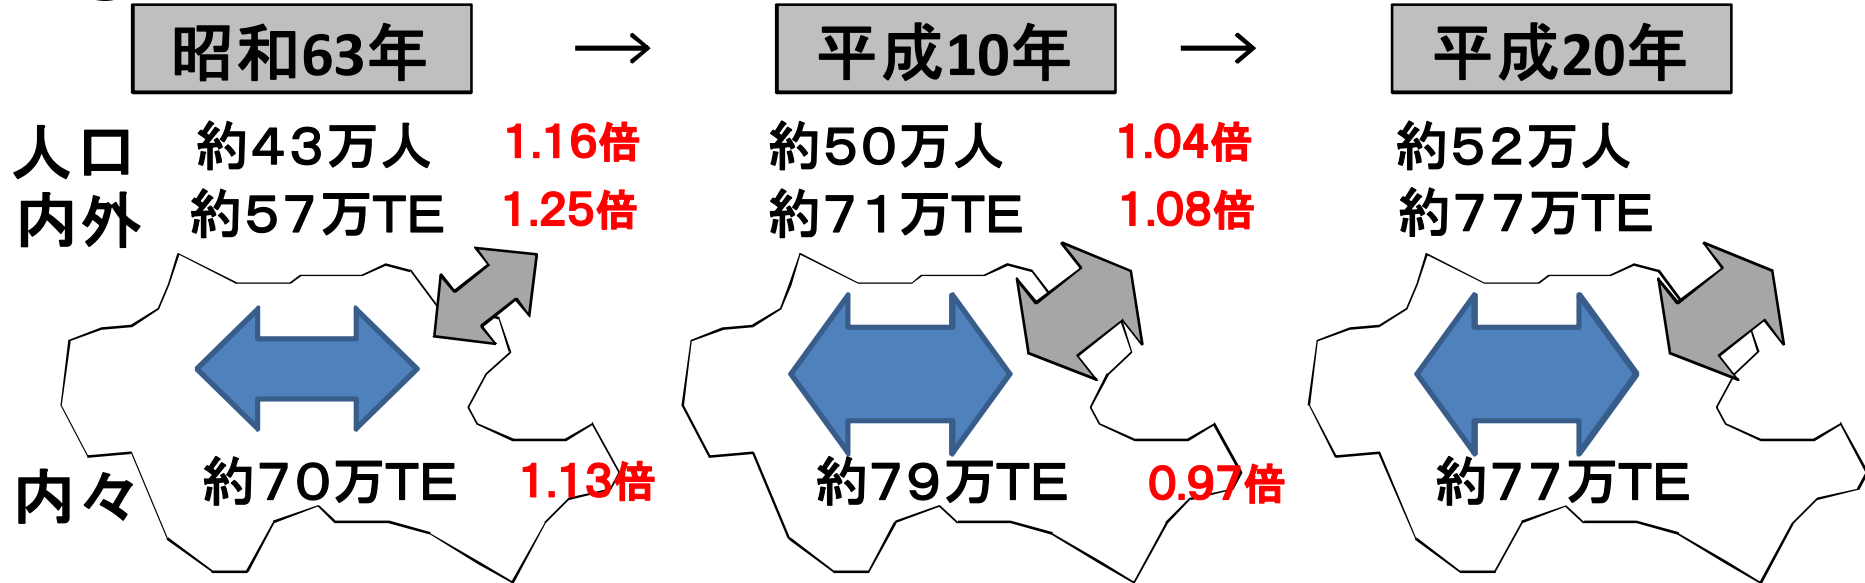 昭和63年 → 平成10年 → 平成20年
人口 約43万人 1.16倍 約50万人 1.04倍 約52万人
内外 約57万TE 1.25倍 約71万TE 1.08倍 約77万TE
内々 約70万TE 1.13倍 約79万TE 0.97倍 約77万TE